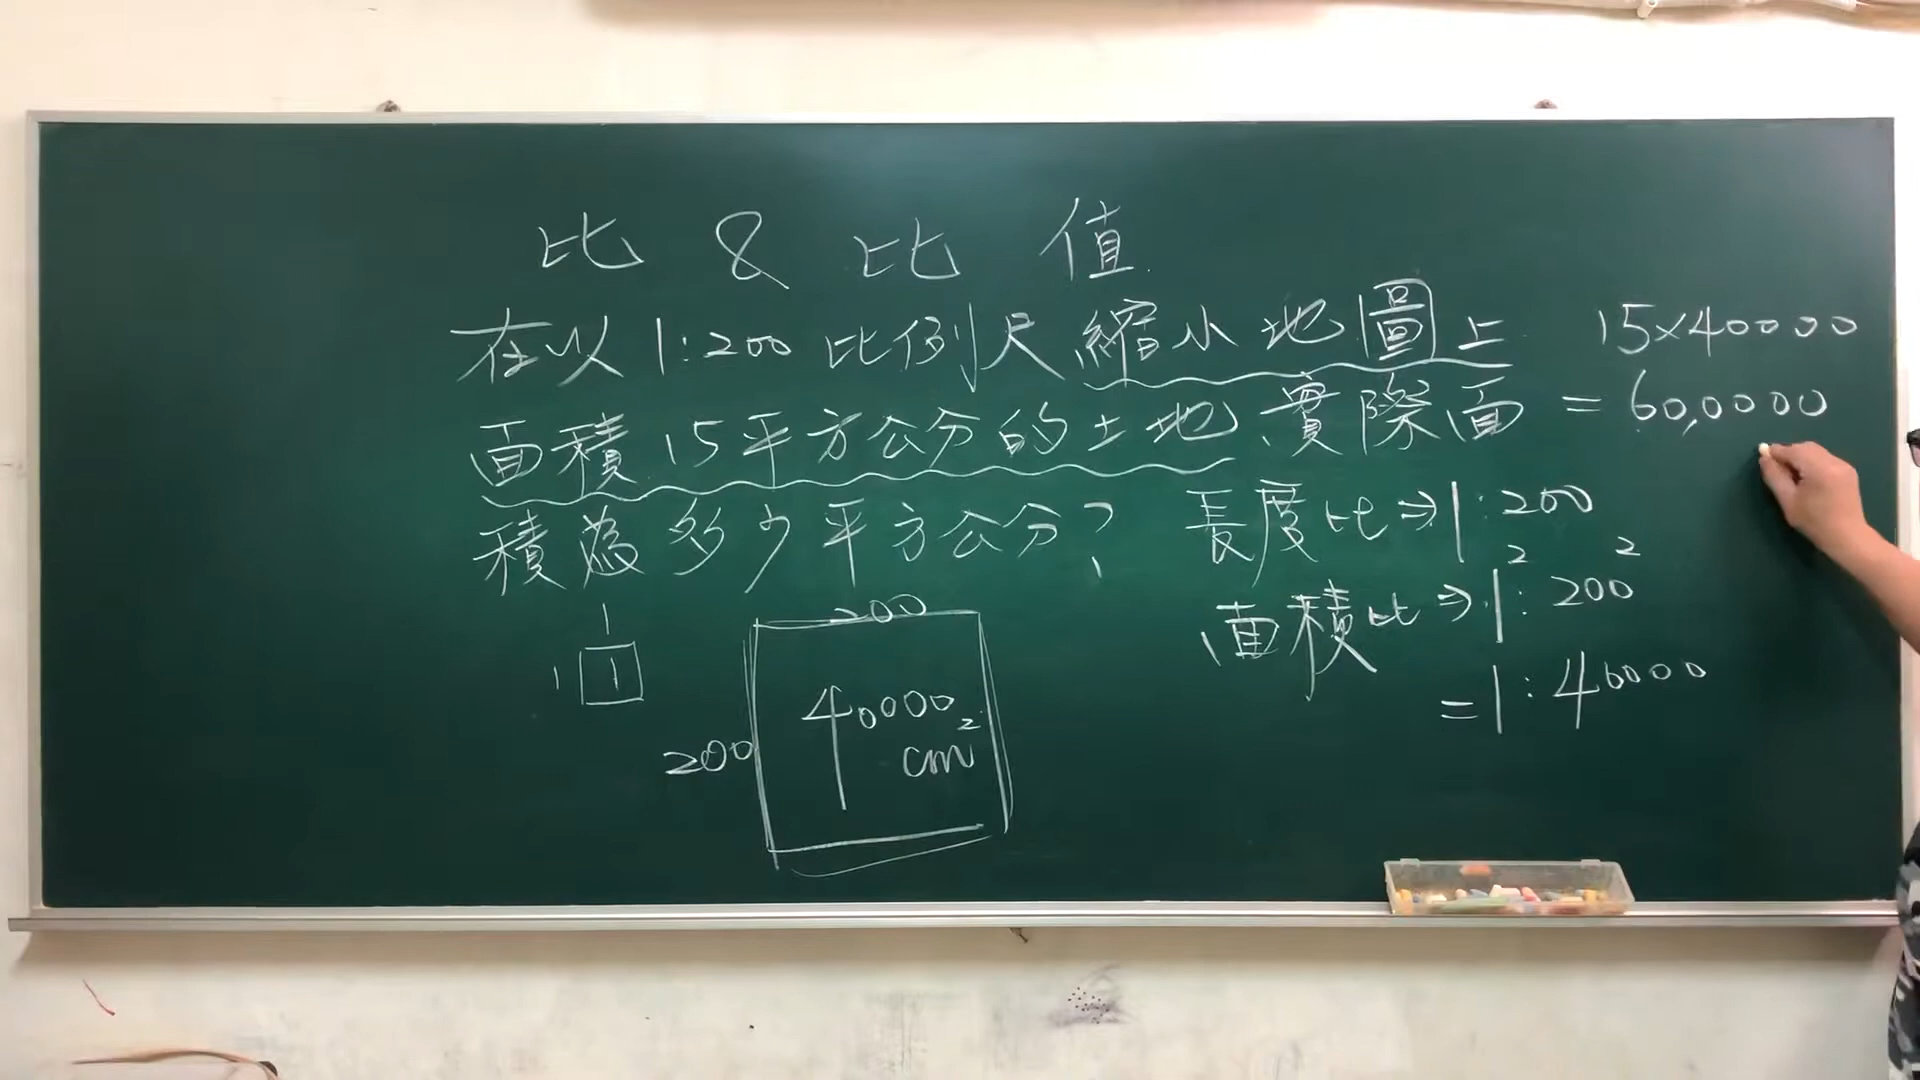 比 & 比 值
在以1:200比例尺縮小地圖上
面積15平方公分的土地實際面
積為多少平方公分?
1
1
1
200
200
40000
cm²
15×40000
=60,0000
長度比⇒1:200
面積比⇒1²:200²
=1:40000